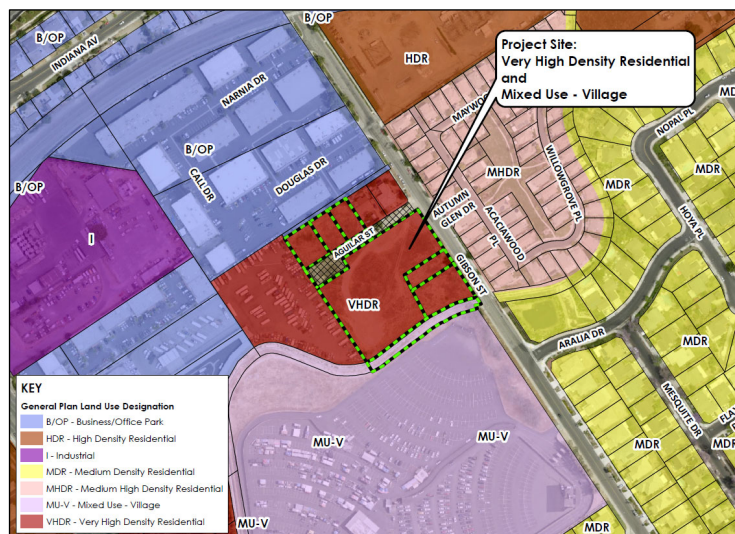 B/OP
B/OP
INDIANA AV
HDR
Project Site:
Very High Density Residential
and
Mixed Use - Village
NARNIA DR
MD
NOPAL PL
B/OP
MAYWOO
B/OP
CALL DR
DOUGLAS DR
MHDR
WILLOWGROVE PL
MDR
MDR
HOYA PL
AUTUMN
GLEN DR
ACACIAWOOD
PL
I
AGUILAR ST
GIBSON ST
VHDR
ARALIA DR
MDR
MESQUITE DR
KEY
General Plan Land Use Designation
B/OP - Business/Office Park
HDR - High Density Residential
I - Industrial
MDR - Medium Density Residential
MHDR - Medium High Density Residential
MU-V - Mixed Use - Village
VHDR - Very High Density Residential
MU-V
MU-V
MDR
MDR
MU-V
MDR